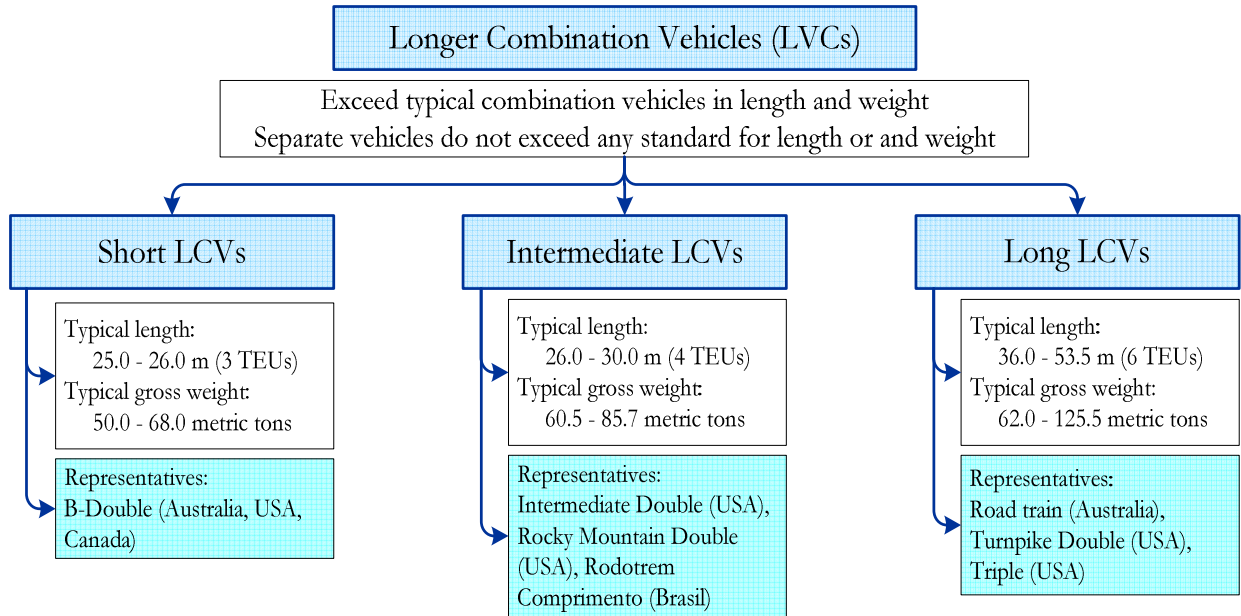 Longer Combination Vehicles (LVCs)
Exceed typical combination vehicles in length and weight
Separate vehicles do not exceed any standard for length or and weight
Short LCVs
Typical length:
25.0 - 26.0 m (3 TEUs)
Typical gross weight:
50.0 - 68.0 metric tons
Representatives:
B-Double (Australia, USA,
Canada)
Intermediate LCVs
Typical length:
26.0 - 30.0 m (4 TEUs)
Typical gross weight:
60.5 - 85.7 metric tons
Representatives:
Intermediate Double (USA),
Rocky Mountain Double
(USA), Rodotrem
Comprimento (Brasil)
Long LCVs
Typical length:
36.0 - 53.5 m (6 TEUs)
Typical gross weight:
62.0 - 125.5 metric tons
Representatives:
Road train (Australia),
Turnpike Double (USA),
Triple (USA)